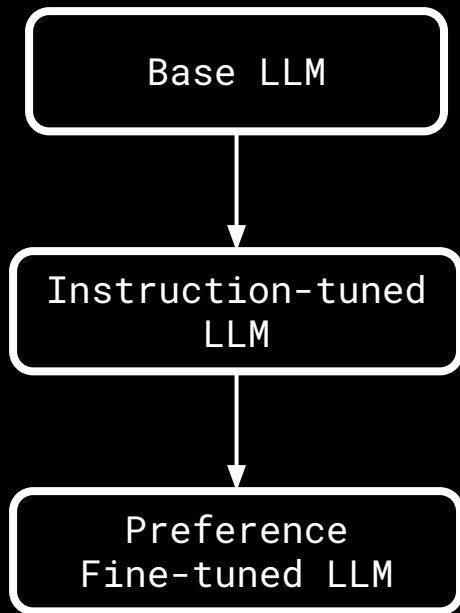 Base LLM
Instruction-tuned
LLM
Preference
Fine-tuned LLM